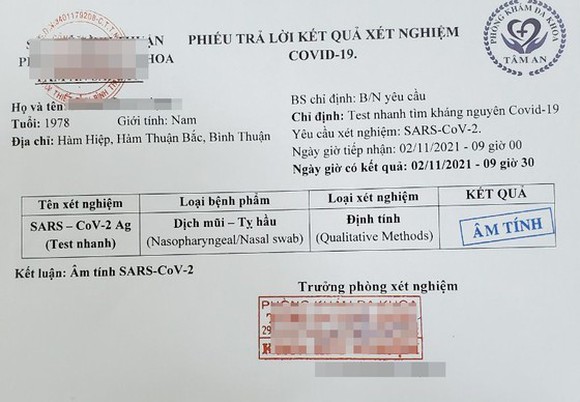 PHIẾU TRẢ LỜI KẾT QUẢ XÉT NGHIỆM
COVID-19.
PHÒNG KHÁM ĐA KHOA
TÂM AN
Họ và tên
Tuổi: 1978 Giới tính: Nam
Địa chỉ: Hàm Hiệp, Hàm Thuận Bắc, Bình Thuận
BS chỉ định: B/N yêu cầu
Chỉ định: Test nhanh tìm kháng nguyên Covid-19
Yêu cầu xét nghiệm: SARS-CoV-2.
Ngày giờ tiếp nhận: 02/11/2021 - 09 giờ 00
Ngày giờ có kết quả: 02/11/2021 - 09 giờ 30
Tên xét nghiệm Loại bệnh phẩm Loại xét nghiệm KẾT QUẢ
SARS – CoV-2 Ag Dịch mũi – Tỵ hầu Định tính ÂM TÍNH
(Test nhanh) (Nasopharyngeal/Nasal swab) (Qualitative Methods)
Kết luận: Âm tính SARS-CoV-2
Trưởng phòng xét nghiệm
PHÒNG KHÁM ĐA KHOA